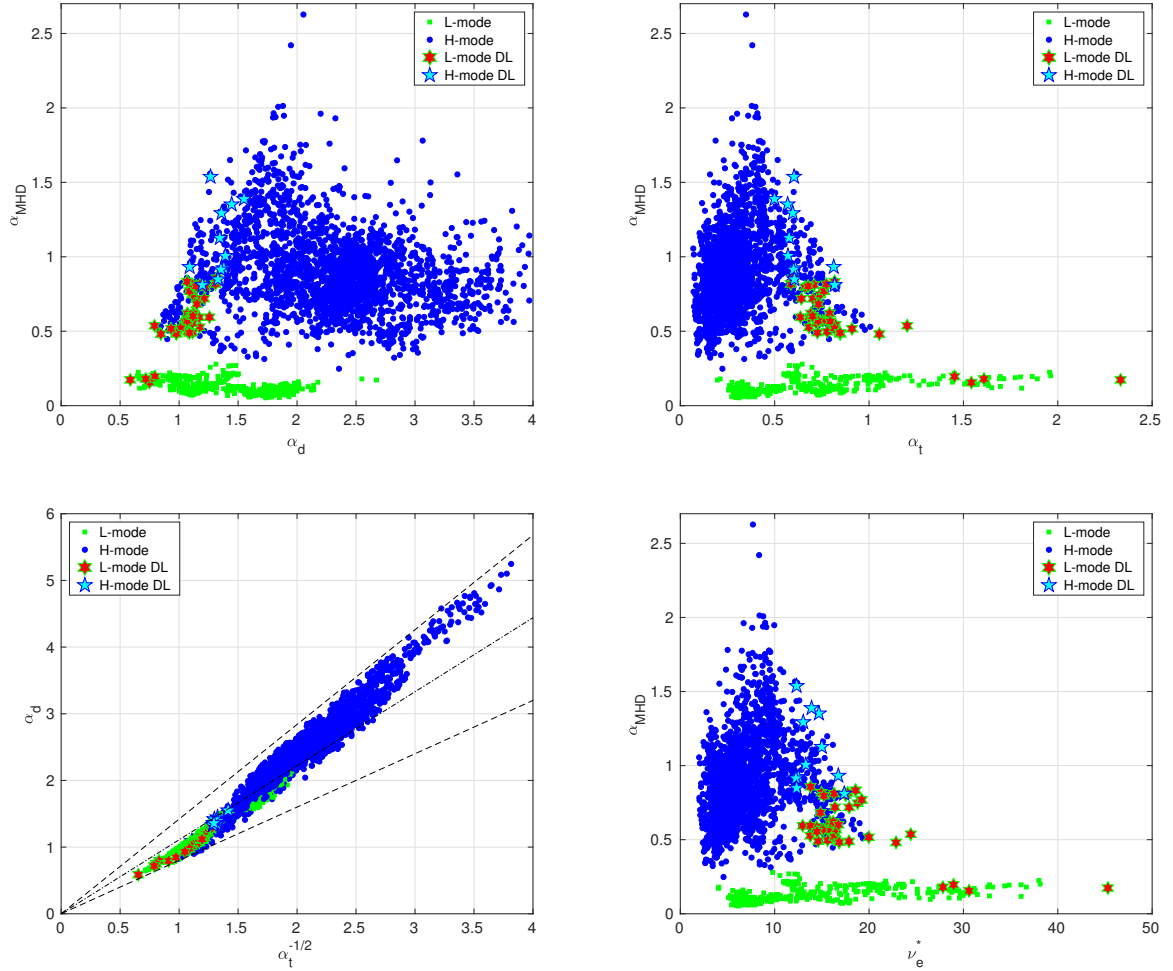 2.5
2
1.5
1
0.5
0
α_MHD
L-mode
H-mode
L-mode DL
H-mode DL
0 0.5 1 1.5 2 2.5 3 3.5 4
α_d
2.5
2
1.5
1
0.5
0
α_MHD
L-mode
H-mode
L-mode DL
H-mode DL
0 0.5 1 1.5 2 2.5
α_t
6
5
4
3
2
1
0
α_d
L-mode
H-mode
L-mode DL
H-mode DL
0 0.5 1 1.5 2 2.5 3 3.5 4
α_t^-1/2
2.5
2
1.5
1
0.5
0
α_MHD
L-mode
H-mode
L-mode DL
H-mode DL
0 10 20 30 40 50
ν_e^*